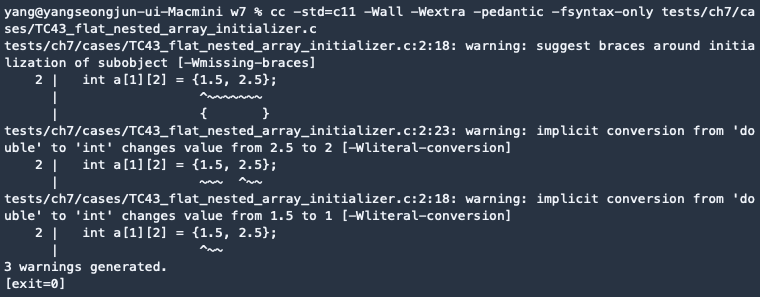 yang@yangseongjun-ui-Macmini w7 % cc -std=c11 -Wall -Wextra -pedantic -fsyntax-only tests/ch7/ca
ses/TC43_flat_nested_array_initializer.c
tests/ch7/cases/TC43_flat_nested_array_initializer.c:2:18: warning: suggest braces around initia
lization of subobject [-Wmissing-braces]
    2 |   int a[1][2] = {1.5, 2.5};
      |                  ^~~~~~~~
      |                  {       }
tests/ch7/cases/TC43_flat_nested_array_initializer.c:2:23: warning: implicit conversion from 'do
uble' to 'int' changes value from 2.5 to 2 [-Wliteral-conversion]
    2 |   int a[1][2] = {1.5, 2.5};
      |                  ~~~  ^~~
tests/ch7/cases/TC43_flat_nested_array_initializer.c:2:18: warning: implicit conversion from 'do
uble' to 'int' changes value from 1.5 to 1 [-Wliteral-conversion]
    2 |   int a[1][2] = {1.5, 2.5};
      |                  ^~~
3 warnings generated.
[exit=0]